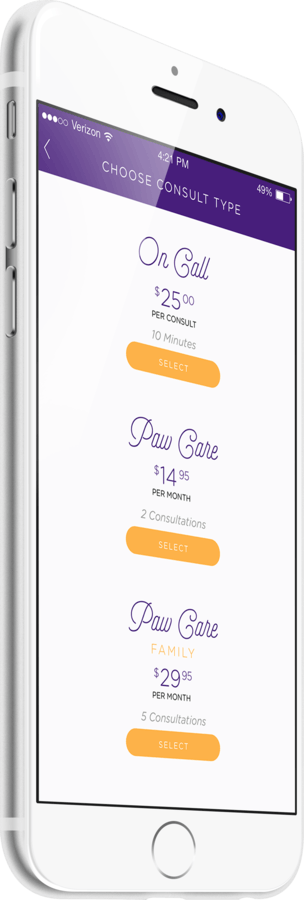 ●●●○○ Verizon 4:21 PM 49%
CHOOSE CONSULT TYPE
On Call
$25 00
PER CONSULT
10 Minutes
SELECT
Paw Care
$14 95
PER MONTH
2 Consultations
SELECT
Paw Care
FAMILY
$29 95
PER MONTH
5 Consultations
SELECT